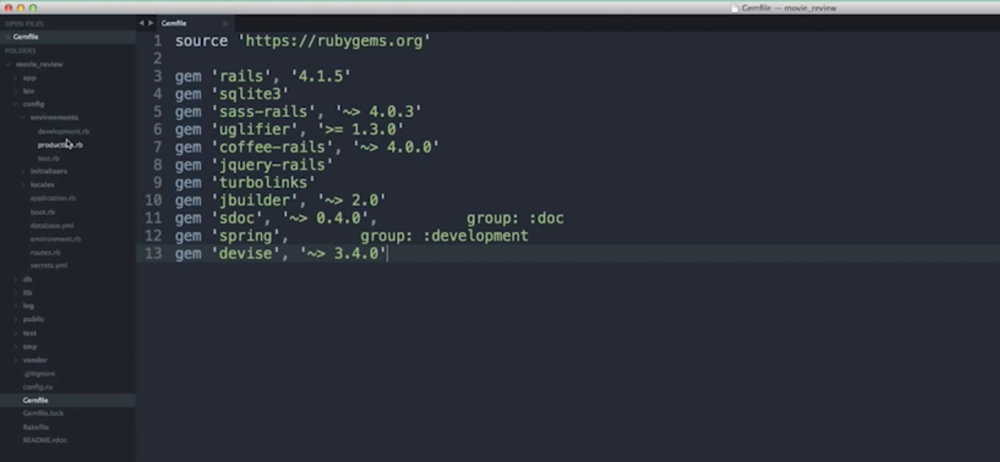 Gemfile — movie_review
OPEN FILES
Gemfile
FOLDERS
movie_review
app
bin
config
environments
development.rb
production.rb
test.rb
initializers
locales
application.rb
boot.rb
database.yml
environment.rb
routes.rb
secrets.yml
db
lib
log
public
test
tmp
vendor
.gitignore
config.ru
Gemfile
Gemfile.lock
Rakefile
README.rdoc
Gemfile
1 source 'https://rubygems.org'
2
3 gem 'rails', '4.1.5'
4 gem 'sqlite3'
5 gem 'sass-rails', '~> 4.0.3'
6 gem 'uglifier', '>= 1.3.0'
7 gem 'coffee-rails', '~> 4.0.0'
8 gem 'jquery-rails'
9 gem 'turbolinks'
10 gem 'jbuilder', '~> 2.0'
11 gem 'sdoc', '~> 0.4.0',          group: :doc
12 gem 'spring',        group: :development
13 gem 'devise', '~> 3.4.0'